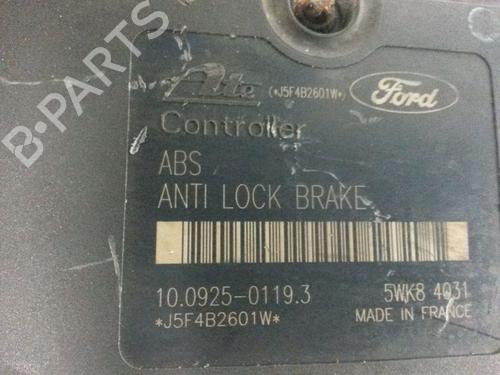 Ate (*J5F4B2601W*) Ford
Controller
ABS
ANTI LOCK BRAKE
10.0925-0119.3 5WK8 4031
*J5F4B2601W* MADE IN FRANCE
B-PARTS